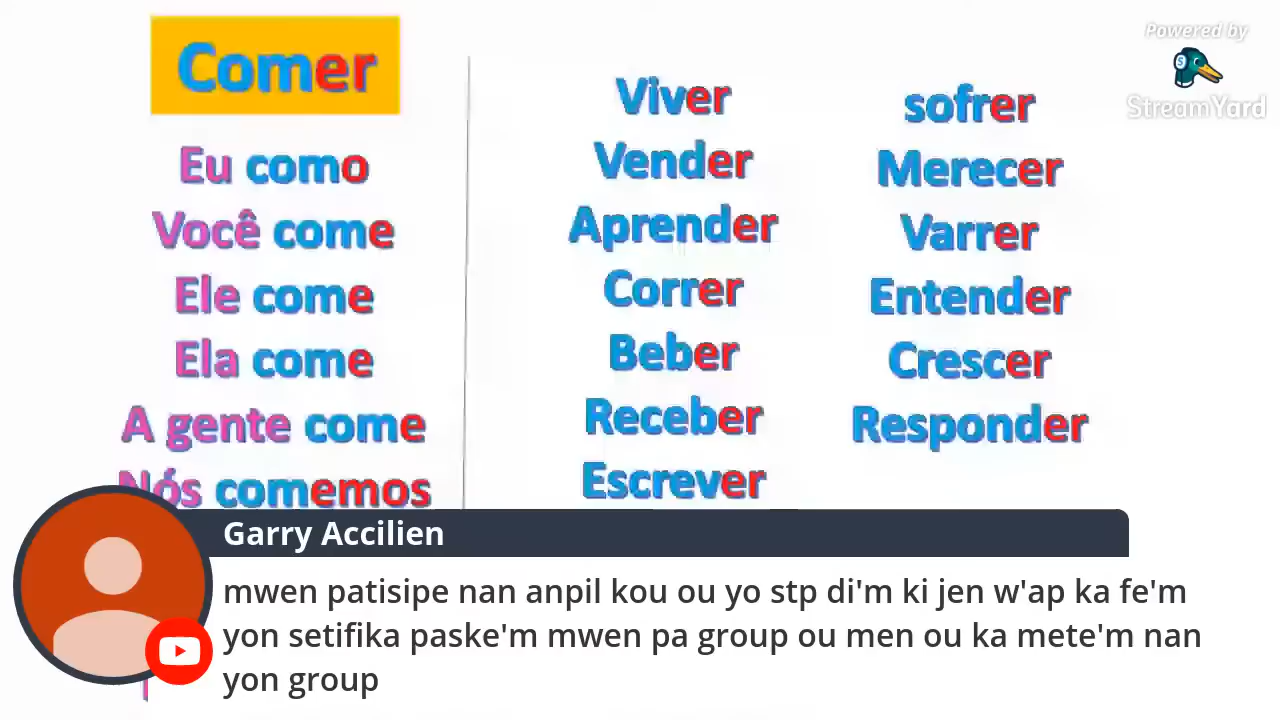 Comer
Eu como
Você come
Ele come
Ela come
A gente come
Nós comemos
Viver
Vender
Aprender
Correr
Beber
Receber
Escrever
sofrer
Merecer
Varrer
Entender
Crescer
Responder
Powered by
StreamYard
Garry Accilien
mwen patisipe nan anpil kou ou yo stp di'm ki jen w'ap ka fe'm
yon setifika paske'm mwen pa group ou men ou ka mete'm nan
yon group